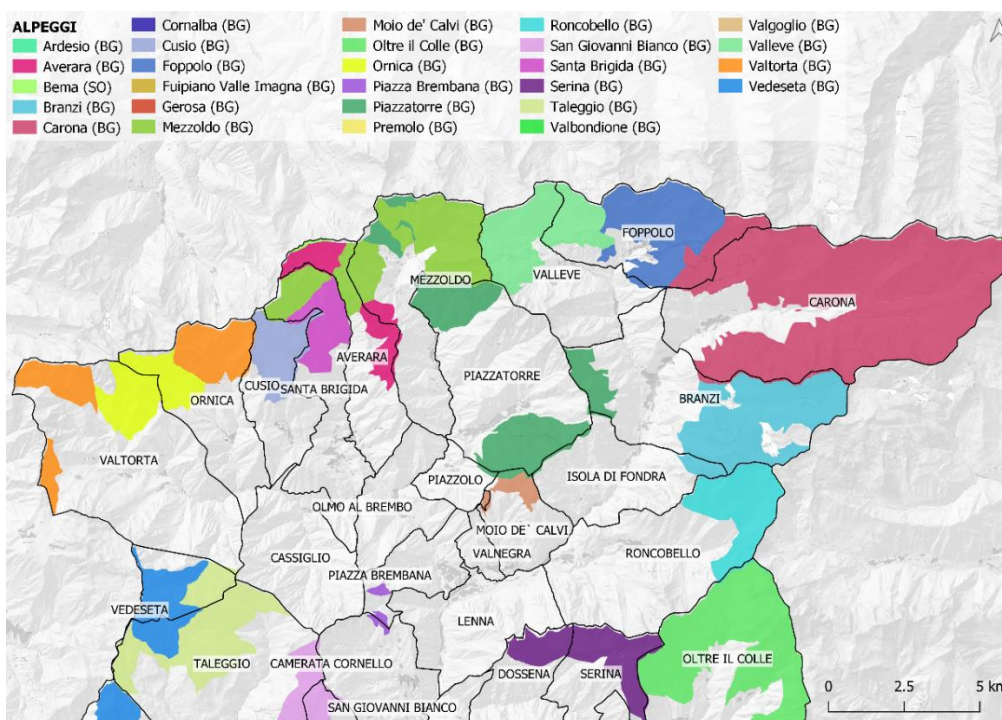 ALPEGGI
Ardesio (BG)
Averara (BG)
Bema (SO)
Branzi (BG)
Carona (BG)
Cornalba (BG)
Cusio (BG)
Foppolo (BG)
Fuipiano Valle Imagna (BG)
Gerosa (BG)
Mezzoldo (BG)
Moio de' Calvi (BG)
Oltre il Colle (BG)
Ornica (BG)
Piazza Brembana (BG)
Piazzatorre (BG)
Premolo (BG)
Roncobello (BG)
San Giovanni Bianco (BG)
Santa Brigida (BG)
Serina (BG)
Taleggio (BG)
Valbondione (BG)
Valgoglio (BG)
Valleve (BG)
Valtorta (BG)
Vedeseta (BG)
FOPPOLO
VALLEVE
MEZZOLDO
CARONA
AVERARA
PIAZZATORRE
CUSIO
SANTA BRIGIDA
ORNICA
BRANZI
VALTORTA
PIAZZOLO
ISOLA DI FONDRA
OLMO AL BREMBO
MOIO DE` CALVI
VALNEGRA
RONCOBELLO
CASSIGLIO
PIAZZA BREMBANA
VEDESETA
LENNA
TALEGGIO
CAMERATA CORNELLO
DOSSENA
SERINA
OLTRE IL COLLE
SAN GIOVANNI BIANCO
0 2.5 5 km